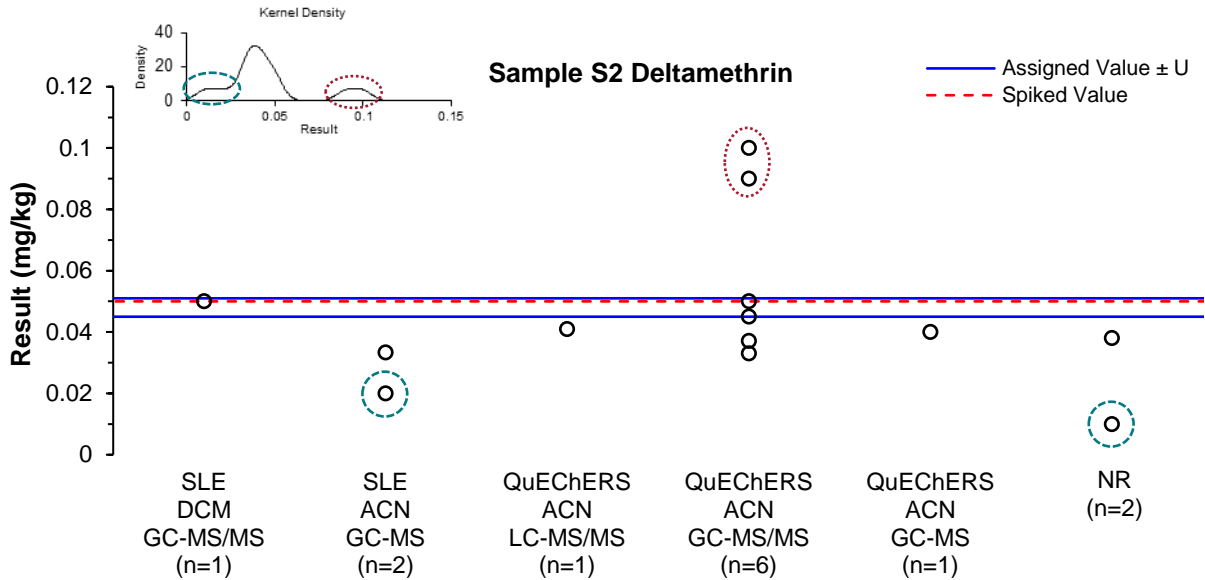 Kernel Density
40
20
0
Density
0
0.05
0.1
0.15
Result
Sample S2 Deltamethrin
Assigned Value ± U
Spiked Value
0.12
0.1
0.08
0.06
0.04
0.02
0
Result (mg/kg)
SLE
DCM
GC-MS/MS
(n=1)
SLE
ACN
GC-MS
(n=2)
QuEChERS
ACN
LC-MS/MS
(n=1)
QuEChERS
ACN
GC-MS/MS
(n=6)
QuEChERS
ACN
GC-MS
(n=1)
NR
(n=2)